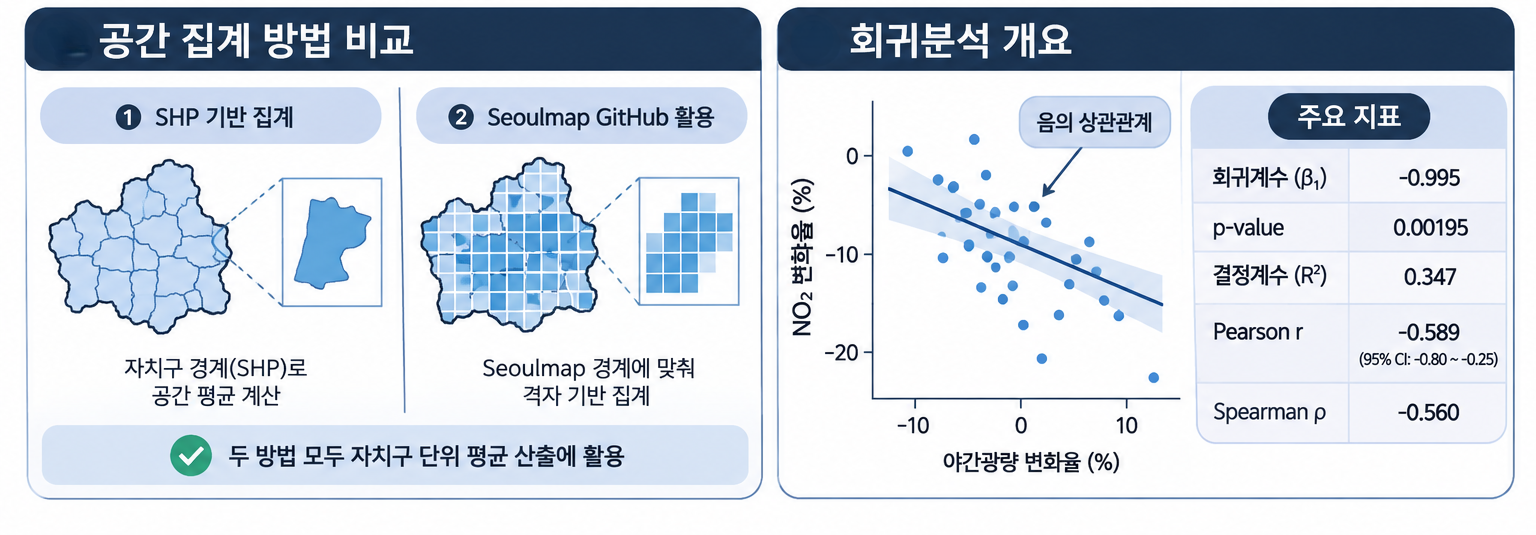 공간 집계 방법 비교
1 SHP 기반 집계
2 Seoulmap GitHub 활용
자치구 경계(SHP)로
공간 평균 계산
Seoulmap 경계에 맞춰
격자 기반 집계
두 방법 모두 자치구 단위 평균 산출에 활용
회귀분석 개요
음의 상관관계
NO₂ 변화율 (%)
0
-10
-20
-10 0 10
야간광량 변화율 (%)
주요 지표
회귀계수 (β₁) -0.995
p-value 0.00195
결정계수 (R²) 0.347
Pearson r -0.589
(95% CI: -0.80 ~ -0.25)
Spearman ρ -0.560